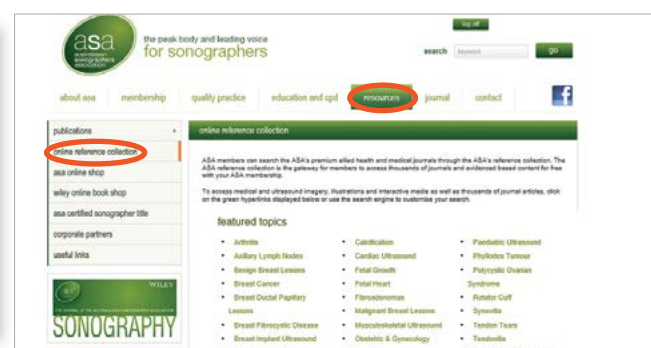 asa
australasian
sonographers
association
the peak body and leading voice
for sonographers
log off
search keyword go
about asa membership quality practice education and cpd resources journal contact
f
publications
online reference collection
asa online shop
wiley online book shop
asa certified sonographer title
corporate partners
useful links
online reference collection
ASA members can search the ASA's premium allied health and medical journals through the ASA's reference collection. The
ASA reference collection is the gateway for members to access thousands of journals and evidenced based content for free
with your ASA membership.
To access medical and ultrasound imagery, illustrations and interactive media as well as thousands of journal articles, click
on the green hyperlinks displayed below or use the search engine to customise your search.
featured topics
• Arthritis
• Axillary Lymph Nodes
• Benign Breast Lesions
• Breast Cancer
• Breast Ductal Papillary
Lesions
• Breast Fibrocystic Disease
• Breast Implant Ultrasound
• Calcification
• Cardiac Ultrasound
• Fetal Growth
• Fetal Heart
• Fibroadenomas
• Malignant Breast Lesions
• Musculoskeletal Ultrasound
• Obstetric & Gynecology
• Paediatric Ultrasound
• Phyllodes Tumour
• Polycystic Ovarian
Syndrome
• Rotator Cuff
• Synovitis
• Tendon Tears
• Tendonitis
WILEY
SONOGRAPHY